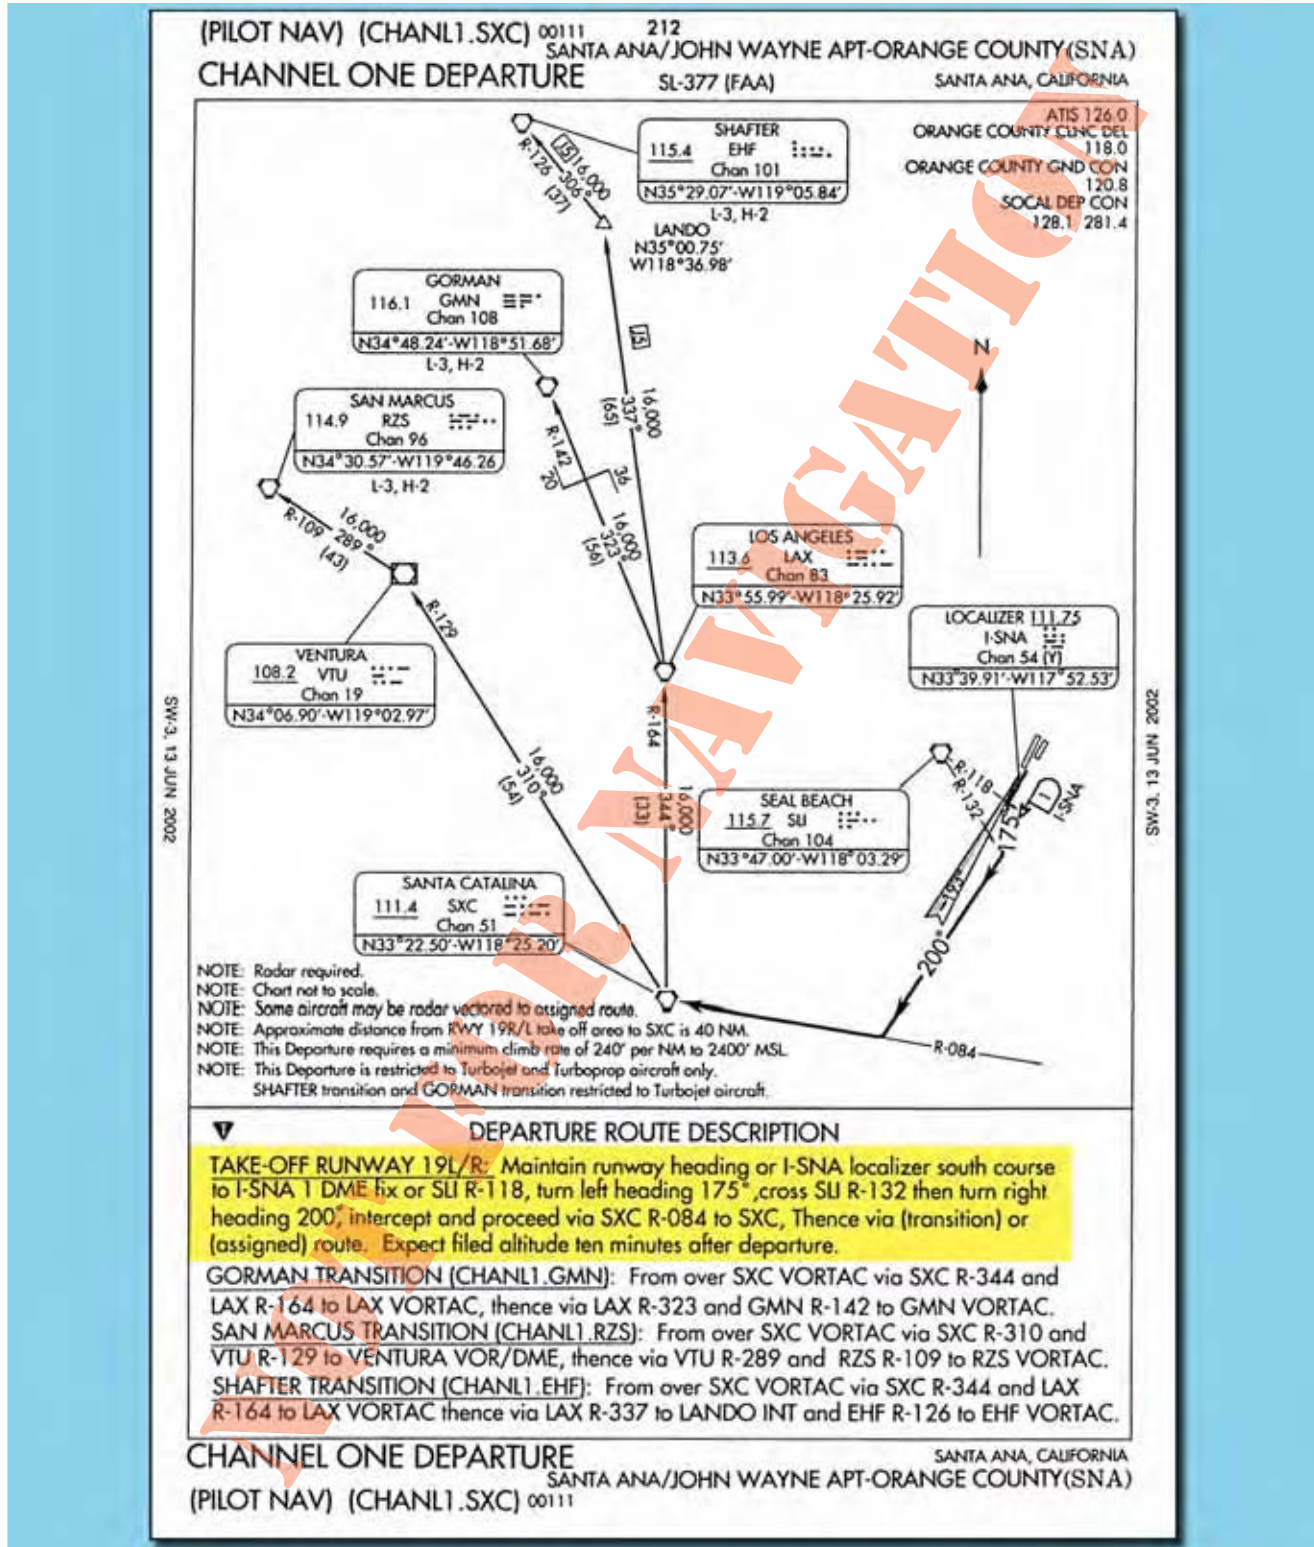 (PILOT NAV) (CHANL1.SXC) 00111 212
SANTA ANA/JOHN WAYNE APT-ORANGE COUNTY(SNA)
CHANNEL ONE DEPARTURE SL-377 (FAA) SANTA ANA, CALIFORNIA
ATIS 126.0
ORANGE COUNTY CLNC DEL
118.0
ORANGE COUNTY GND CON
120.8
SOCAL DEP CON
128.1 281.4
SHAFTER
115.4 EHF
Chan 101
N35°29.07'-W119°05.84'
L-3, H-2
R-126
J5 16,000
306°
(37)
LANDO
N35°00.75'
W118°36.98'
GORMAN
116.1 GMN
Chan 108
N34°48.24'-W118°51.68'
L-3, H-2
J5
16,000
337°
(65)
N
SAN MARCUS
114.9 RZS
Chan 96
N34°30.57'-W119°46.26
L-3, H-2
R-142
20
36
16,000
323°
(56)
R-109
16,000
289°
(43)
LOS ANGELES
113.6 LAX
Chan 83
N33°55.99'-W118°25.92'
R-129
LOCALIZER 111.75
I-SNA
Chan 54 (Y)
N33°39.91'-W117°52.53'
VENTURA
108.2 VTU
Chan 19
N34°06.90'-W119°02.97'
R-164
16,000
310°
(54)
16,000
344°
(33)
SEAL BEACH
115.7 SLI
Chan 104
N33°47.00'-W118°03.29'
R-118
R-132
1
I-SNA
175°
193°
200°
SANTA CATALINA
111.4 SXC
Chan 51
N33°22.50'-W118°25.20'
R-084
NOTE: Radar required.
NOTE: Chart not to scale.
NOTE: Some aircraft may be radar vectored to assigned route.
NOTE: Approximate distance from RWY 19R/L take off area to SXC is 40 NM.
NOTE: This Departure requires a minimum climb rate of 240' per NM to 2400' MSL.
NOTE: This Departure is restricted to Turbojet and Turboprop aircraft only.
SHAFTER transition and GORMAN transition restricted to Turbojet aircraft.
SW-3, 13 JUN 2002
SW-3, 13 JUN 2002
T DEPARTURE ROUTE DESCRIPTION
TAKE-OFF RUNWAY 19L/R: Maintain runway heading or I-SNA localizer south course
to I-SNA 1 DME fix or SLI R-118, turn left heading 175°,cross SLI R-132 then turn right
heading 200°, intercept and proceed via SXC R-084 to SXC, Thence via (transition) or
(assigned) route. Expect filed altitude ten minutes after departure.
GORMAN TRANSITION (CHANL1.GMN): From over SXC VORTAC via SXC R-344 and
LAX R-164 to LAX VORTAC, thence via LAX R-323 and GMN R-142 to GMN VORTAC.
SAN MARCUS TRANSITION (CHANL1.RZS): From over SXC VORTAC via SXC R-310 and
VTU R-129 to VENTURA VOR/DME, thence via VTU R-289 and RZS R-109 to RZS VORTAC.
SHAFTER TRANSITION (CHANL1.EHF): From over SXC VORTAC via SXC R-344 and LAX
R-164 to LAX VORTAC thence via LAX R-337 to LANDO INT and EHF R-126 to EHF VORTAC.
CHANNEL ONE DEPARTURE SANTA ANA, CALIFORNIA
SANTA ANA/JOHN WAYNE APT-ORANGE COUNTY(SNA)
(PILOT NAV) (CHANL1.SXC) 00111
NOT FOR NAVIGATION